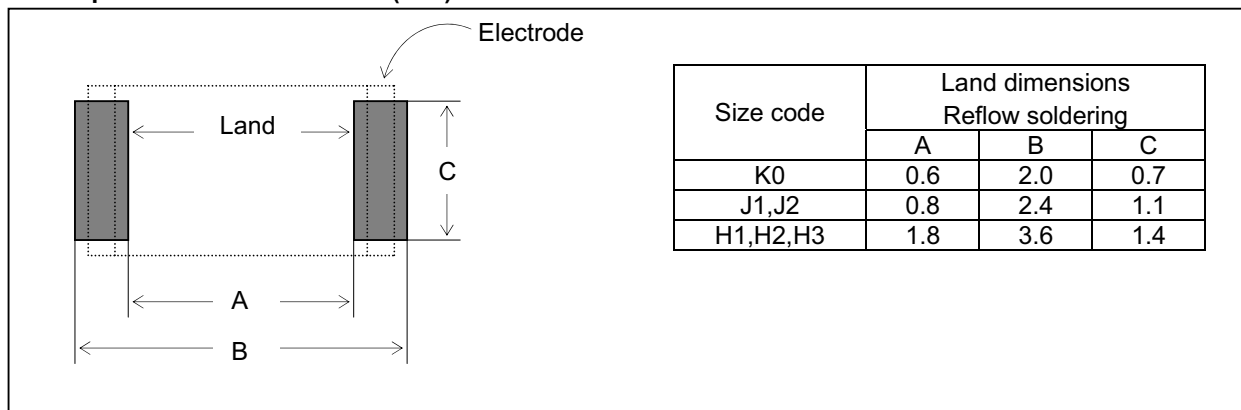 Electrode
Land
C
A
B
Size code
Land dimensions
Reflow soldering
A B C
K0 0.6 2.0 0.7
J1,J2 0.8 2.4 1.1
H1,H2,H3 1.8 3.6 1.4